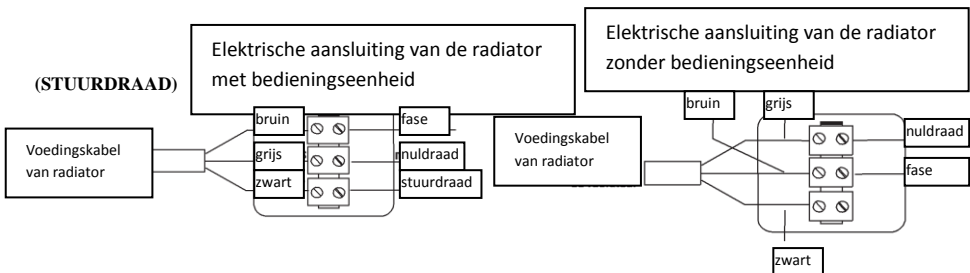 Elektrische aansluiting van de radiator
met bedieningseenheid
(STUURDRAAD)
bruin
fase
Voedingskabel
van radiator
grijs
nuldraad
zwart
stuurdraad
Elektrische aansluiting van de radiator
zonder bedieningseenheid
bruin
grijs
Voedingskabel
van radiator
nuldraad
fase
zwart